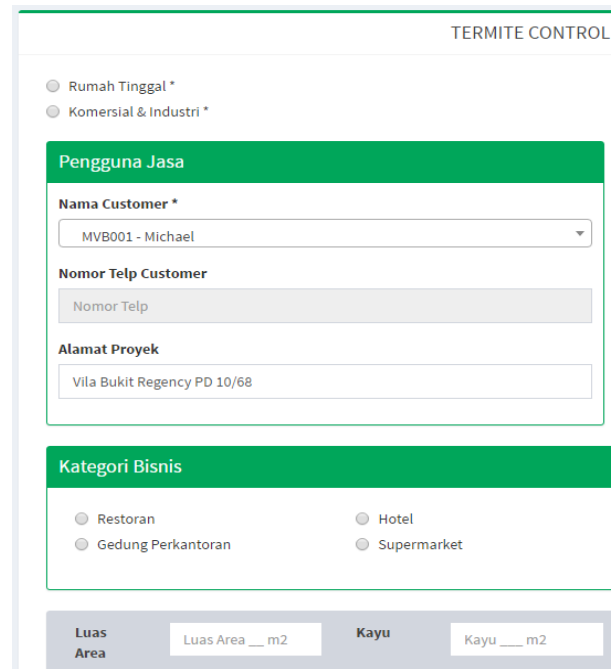 TERMITE CONTROL
Rumah Tinggal *
Komersial & Industri *
Pengguna Jasa
Nama Customer *
MVB001 - Michael
Nomor Telp Customer
Nomor Telp
Alamat Proyek
Vila Bukit Regency PD 10/68
Kategori Bisnis
Restoran Hotel
Gedung Perkantoran Supermarket
Luas Area Luas Area __ m2 Kayu Kayu ___ m2